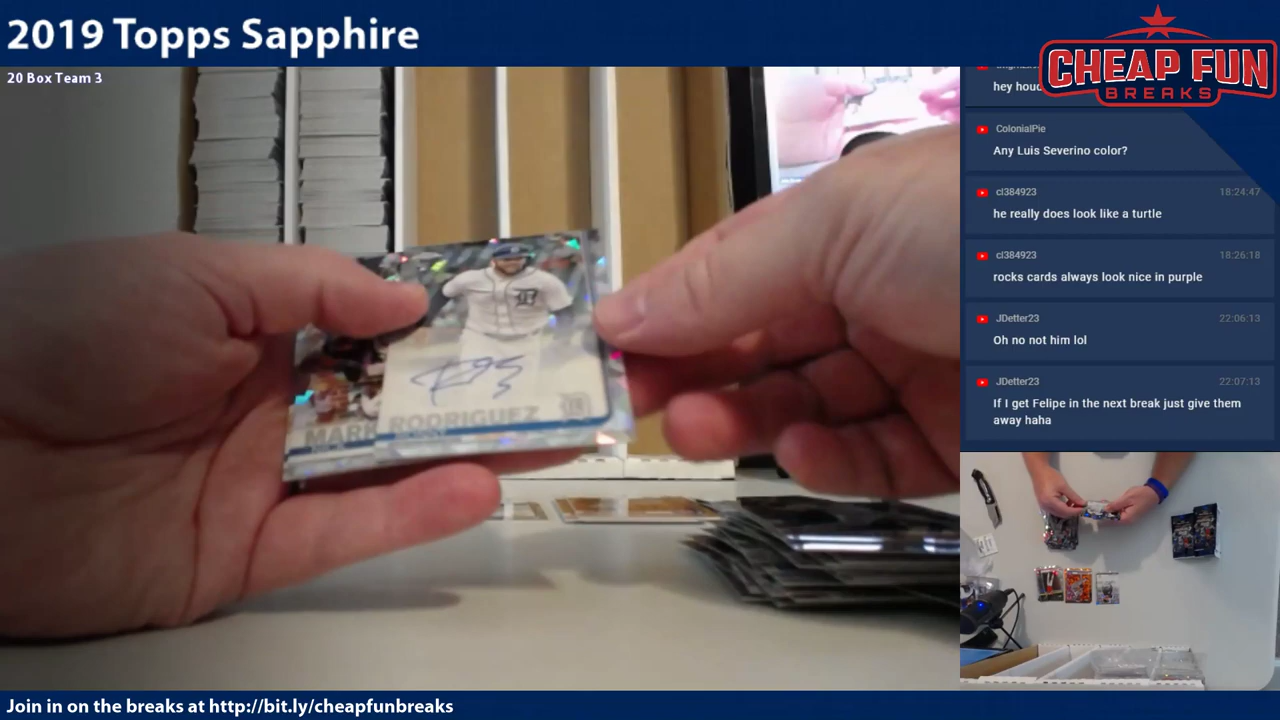 2019 Topps Sapphire
20 Box Team 3
CHEAP FUN
BREAKS
hey
ColonialPie
Any Luis Severino color?
cl384923 18:24:47
he really does look like a turtle
cl384923 18:26:18
rocks cards always look nice in purple
JDetter23 22:06:13
Oh no not him lol
JDetter23 22:07:13
If I get Felipe in the next break just give them
away haha
D
MARK
RODRIGUEZ
Join in on the breaks at http://bit.ly/cheapfunbreaks